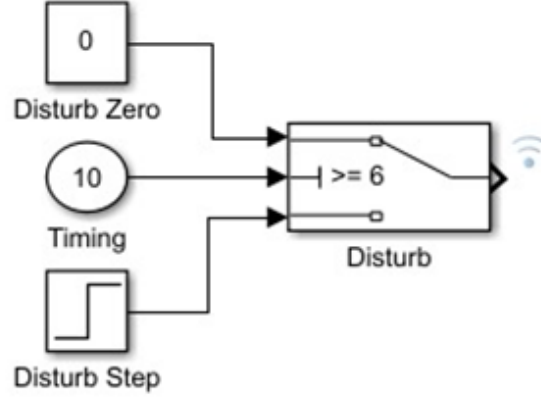 0
Disturb Zero
10
Timing
>= 6
Disturb
Disturb Step